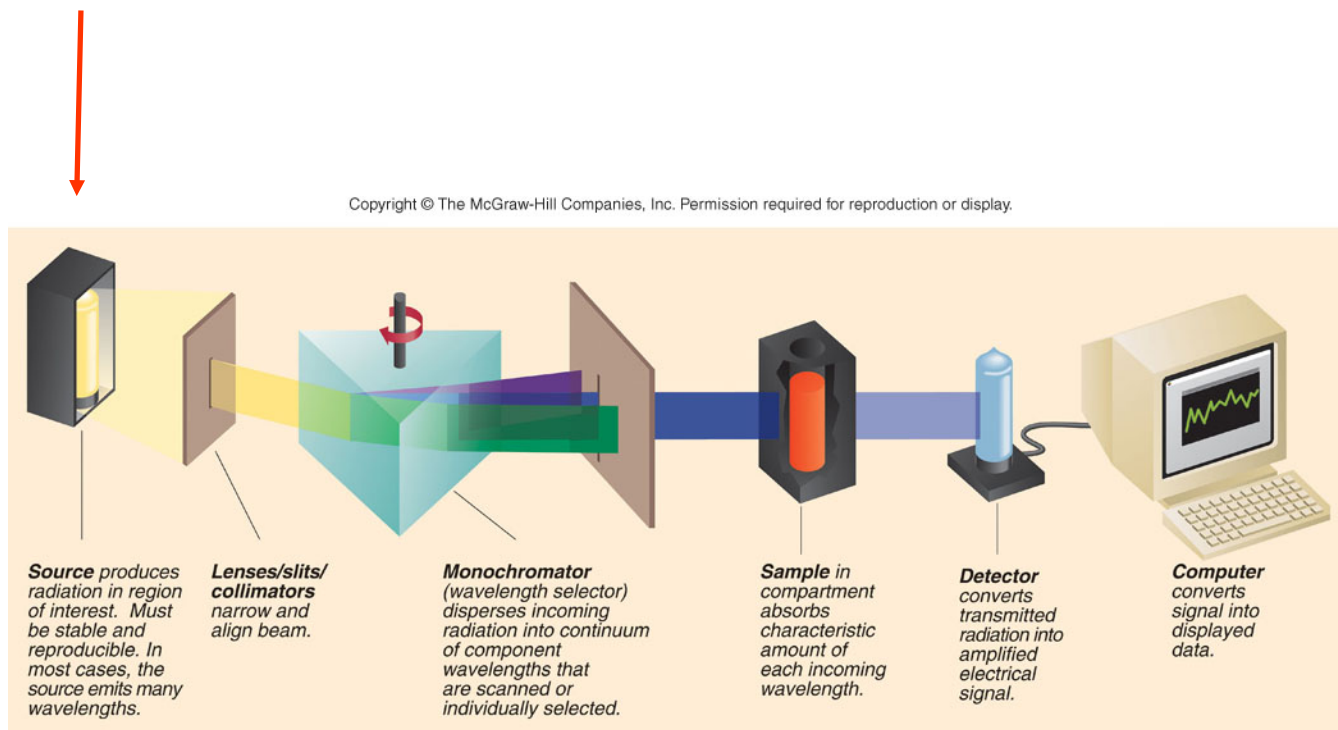 Copyright © The McGraw-Hill Companies, Inc. Permission required for reproduction or display.
Source produces
radiation in region
of interest.  Must
be stable and
reproducible. In
most cases, the
source emits many
wavelengths.
Lenses/slits/
collimators
narrow and
align beam.
Monochromator
(wavelength selector)
disperses incoming
radiation into continuum
of component
wavelengths that
are scanned or
individually selected.
Sample in
compartment
absorbs
characteristic
amount of
each incoming
wavelength.
Detector
converts
transmitted
radiation into
amplified
electrical
signal.
Computer
converts
signal into
displayed
data.